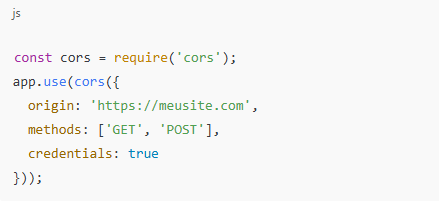 js
const cors = require('cors');
app.use(cors({
  origin: 'https://meusite.com',
  methods: ['GET', 'POST'],
  credentials: true
}));